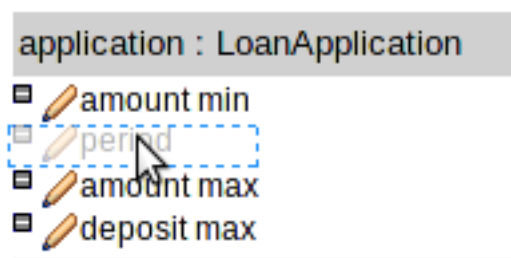 application : LoanApplication
amount min
period
amount max
deposit max